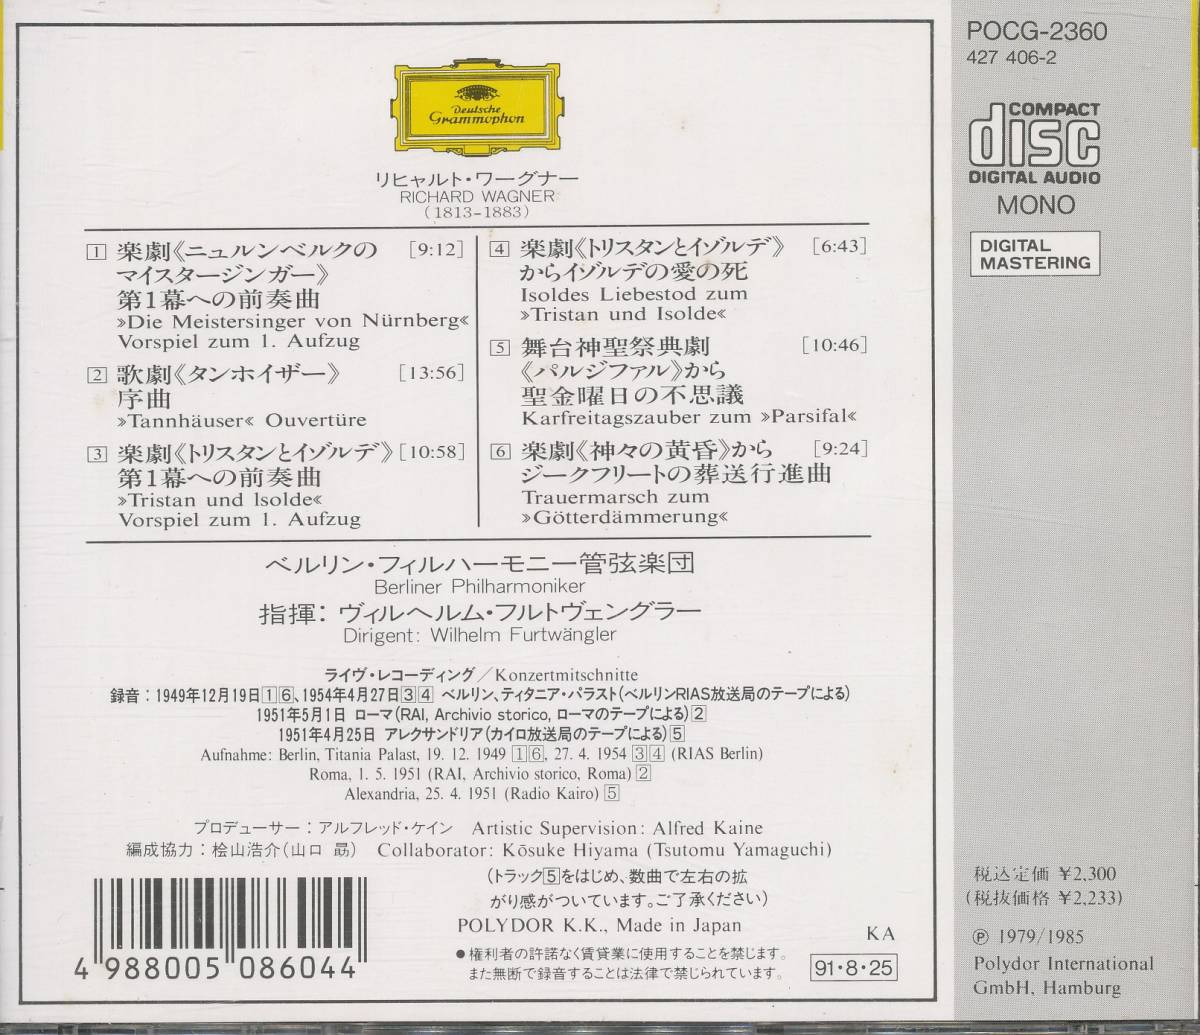 Deutsche
Grammophon
リヒャルト・ワーグナー
RICHARD WAGNER
(1813-1883)
1 楽劇《ニュルンベルクの [9:12]
マイスタージンガー》
第1幕への前奏曲
»Die Meistersinger von Nürnberg«
Vorspiel zum 1. Aufzug
2 歌劇《タンホイザー》 [13:56]
序曲
»Tannhäuser« Ouvertüre
3 楽劇《トリスタンとイゾルデ》 [10:58]
第1幕への前奏曲
»Tristan und Isolde«
Vorspiel zum 1. Aufzug
4 楽劇《トリスタンとイゾルデ》 [6:43]
からイゾルデの愛の死
Isoldes Liebestod zum
»Tristan und Isolde«
5 舞台神聖祭典劇 [10:46]
《パルジファル》から
聖金曜日の不思議
Karfreitagszauber zum »Parsifal«
6 楽劇《神々の黄昏》から [9:24]
ジークフリートの葬送行進曲
Trauermarsch zum
»Götterdämmerung«
ベルリン・フィルハーモニー管弦楽団
Berliner Philharmoniker
指揮: ヴィルヘルム・フルトヴェングラー
Dirigent: Wilhelm Furtwängler
ライヴ・レコーディング/Konzertmitschnitte
録音:1949年12月19日1 6、1954年4月27日3 4 ベルリン、ティタニア・パラスト(ベルリンRIAS放送局のテープによる)
1951年5月1日 ローマ(RAI, Archivio storico, ローマのテープによる)2
1951年4月25日 アレクサンドリア(カイロ放送局のテープによる)5
Aufnahme: Berlin, Titania Palast, 19. 12. 1949 1 6, 27. 4. 1954 3 4 (RIAS Berlin)
Roma, 1. 5. 1951 (RAI, Archivio storico, Roma) 2
Alexandria, 25. 4. 1951 (Radio Kairo) 5
プロデューサー:アルフレッド・ケイン Artistic Supervision: Alfred Kaine
編成協力:桧山浩介(山口 勗) Collaborator: Kōsuke Hiyama (Tsutomu Yamaguchi)
(トラック5をはじめ、数曲で左右の拡
がり感がついています。ご了承ください)
POLYDOR K.K., Made in Japan
KA
●権利者の許諾なく賃貸業に使用することを禁じます。
また無断で録音することは法律で禁じられています。
91・8・25
4 988005 086044
POCG-2360
427 406-2
COMPACT
disc
DIGITAL AUDIO
MONO
DIGITAL
MASTERING
税込定価 ¥2,300
(税抜価格 ¥2,233)
℗ 1979/1985
Polydor International
GmbH, Hamburg